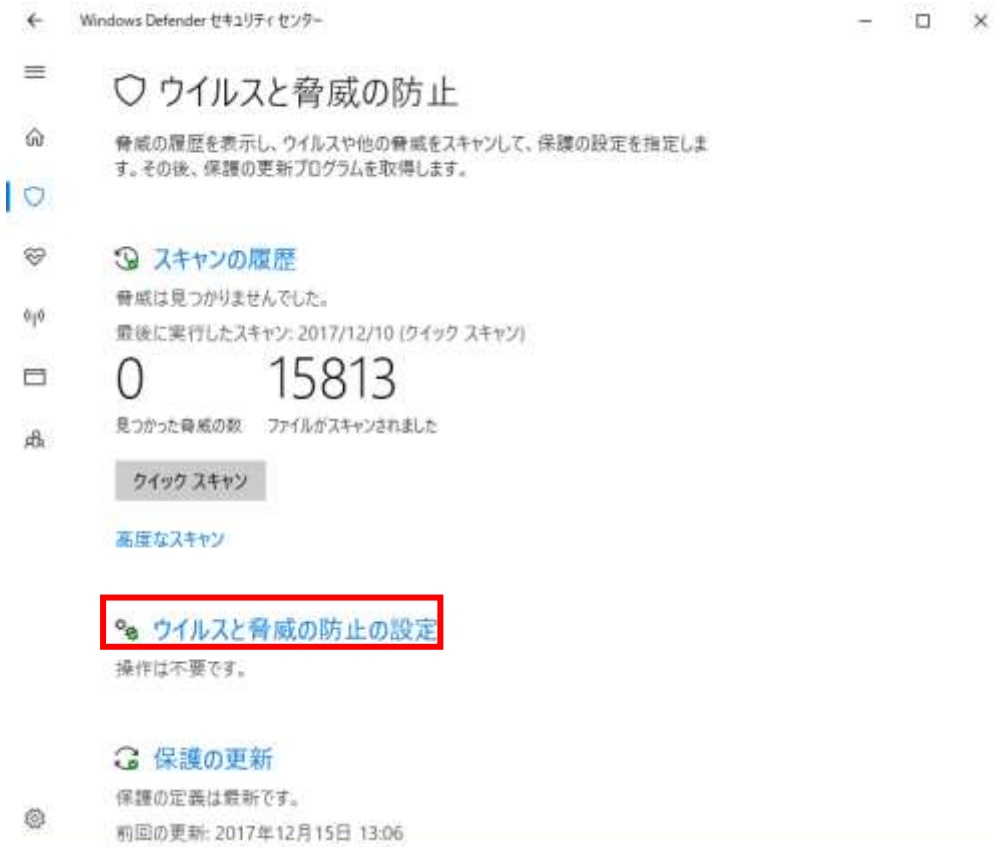 Windows Defender セキュリティ センター
ウイルスと脅威の防止
脅威の履歴を表示し、ウイルスや他の脅威をスキャンして、保護の設定を指定しま
す。その後、保護の更新プログラムを取得します。
スキャンの履歴
脅威は見つかりませんでした。
最後に実行したスキャン: 2017/12/10 (クイック スキャン)
0 15813
見つかった脅威の数 ファイルがスキャンされました
クイック スキャン
高度なスキャン
ウイルスと脅威の防止の設定
操作は不要です。
保護の更新
保護の定義は最新です。
前回の更新: 2017年12月15日 13:06